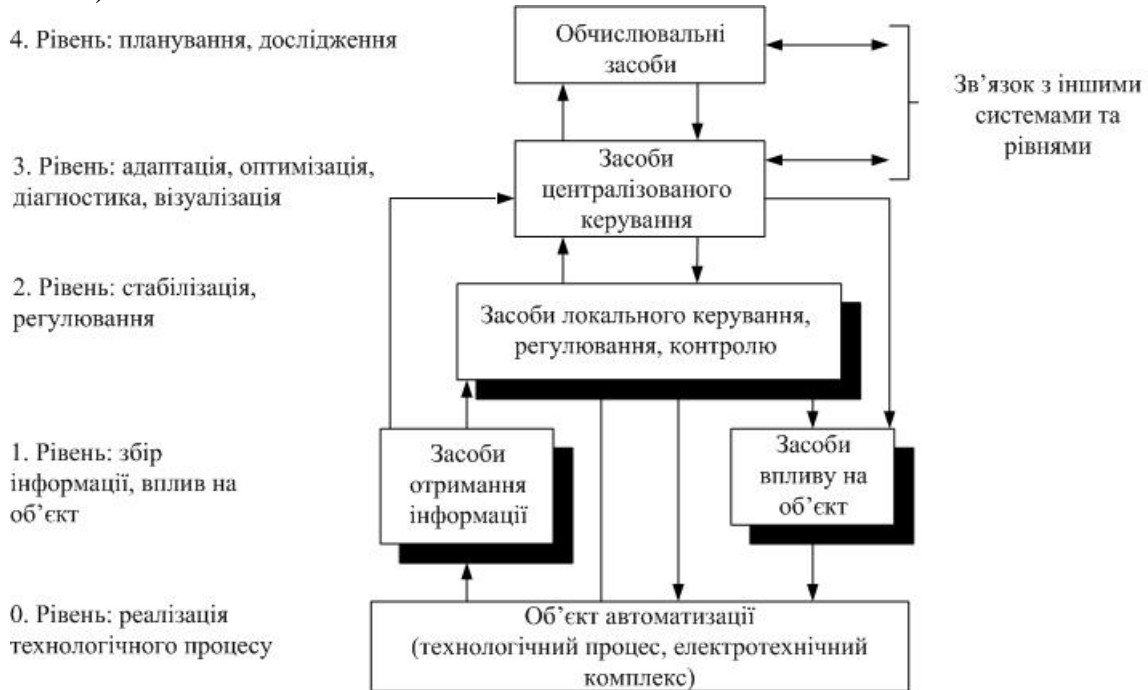 4. Рівень: планування, дослідження
Обчислювальні
засоби
Зв’язок з іншими
системами та
рівнями
3. Рівень: адаптація, оптимізація,
діагностика, візуалізація
Засоби
централізованого
керування
2. Рівень: стабілізація,
регулювання
Засоби локального керування,
регулювання, контролю
1. Рівень: збір
інформації, вплив на
об’єкт
Засоби
отримання
інформації
Засоби
впливу на
об’єкт
0. Рівень: реалізація
технологічного процесу
Об’єкт автоматизації
(технологічний процес, електротехнічний
комплекс)